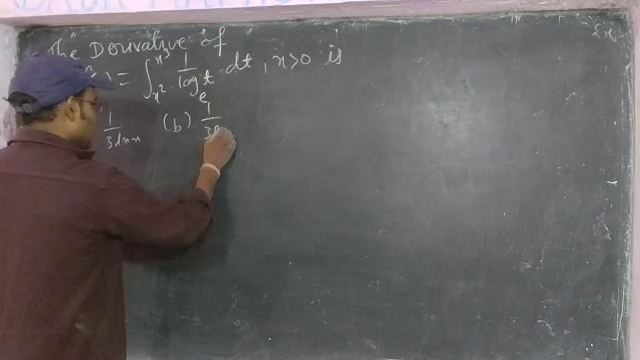 The Derivative of
= ∫_{x²}^{x³} 1/log_e t dt, x>0 is
1/3lnx (b) 1/3